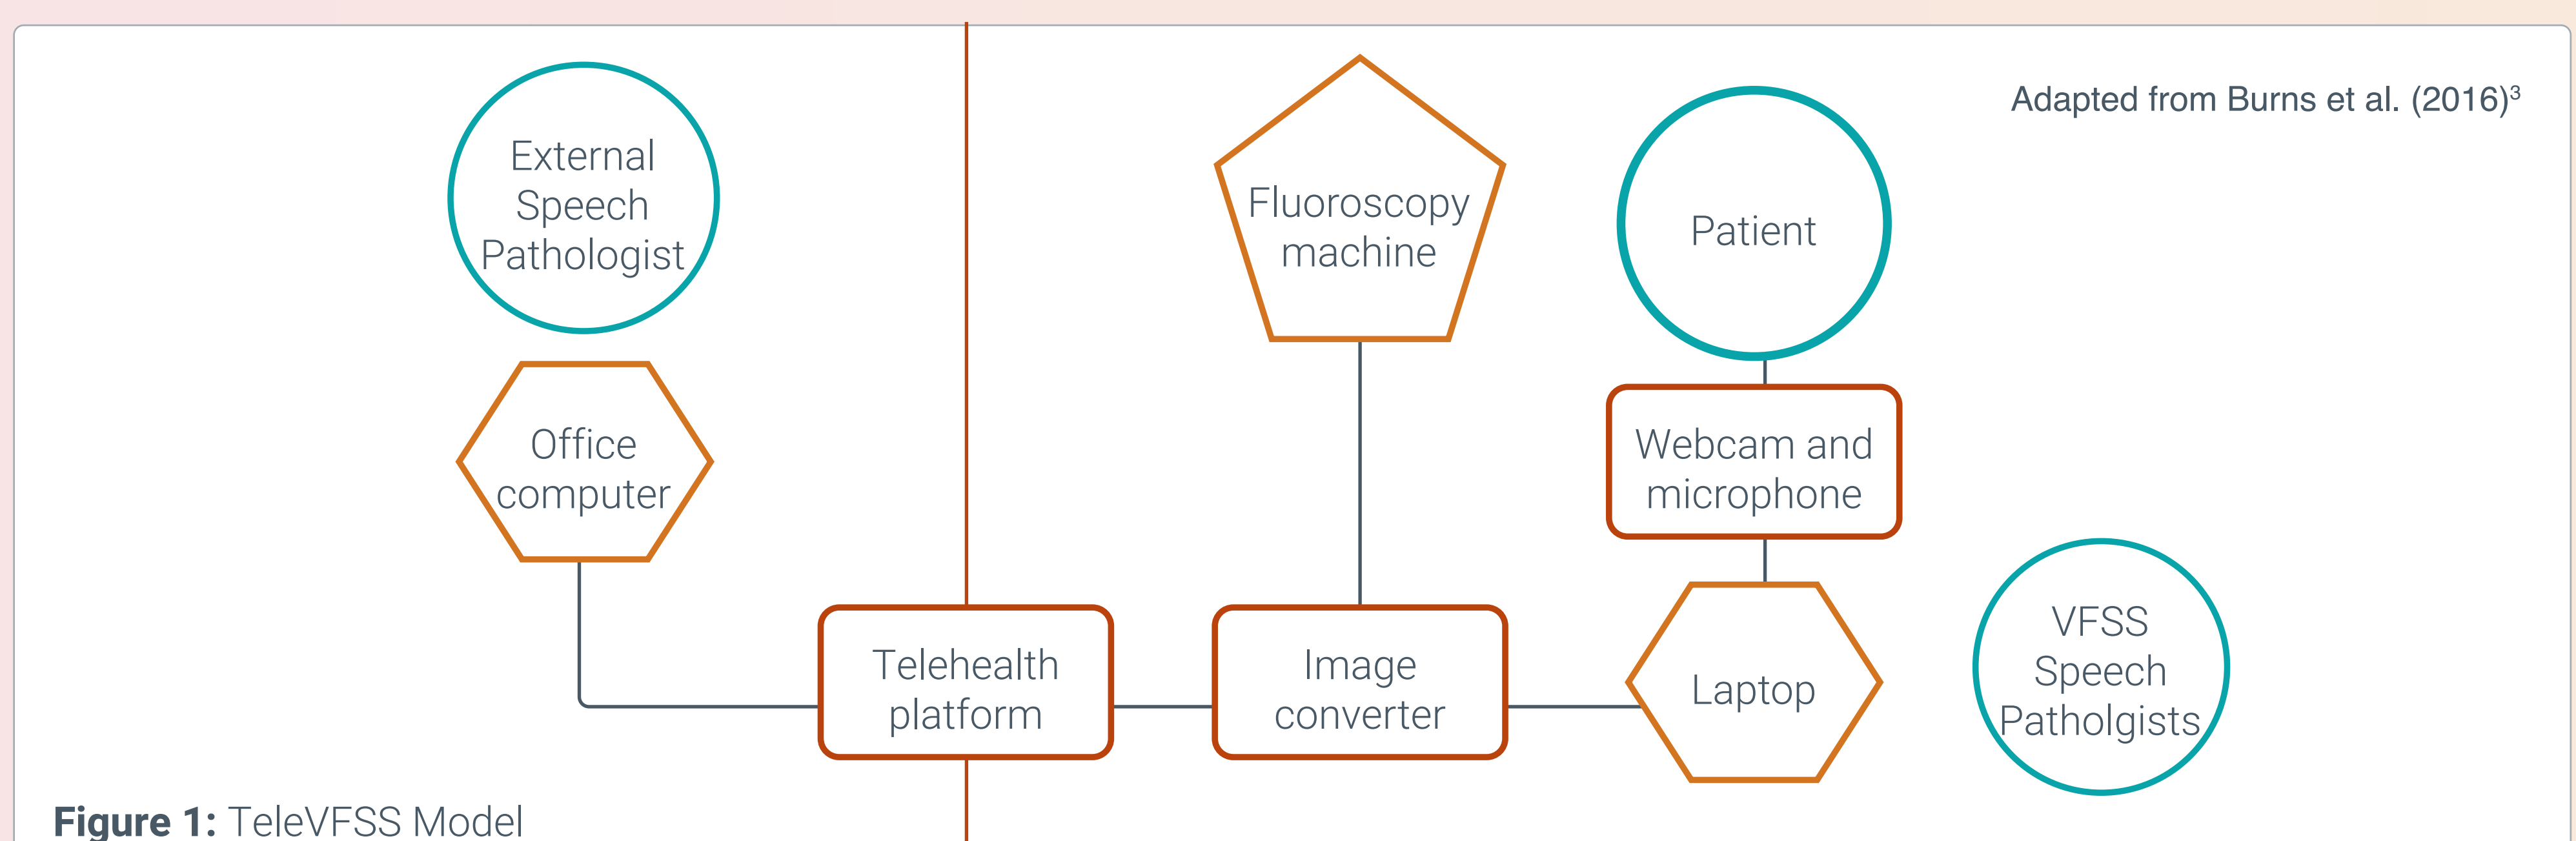 Adapted from Burns et al. (2016)³
External
Speech
Pathologist
Fluoroscopy
machine
Patient
Office
computer
Webcam and
microphone
Telehealth
platform
Image
converter
Laptop
VFSS
Speech
Patholgists
Figure 1: TeleVFSS Model